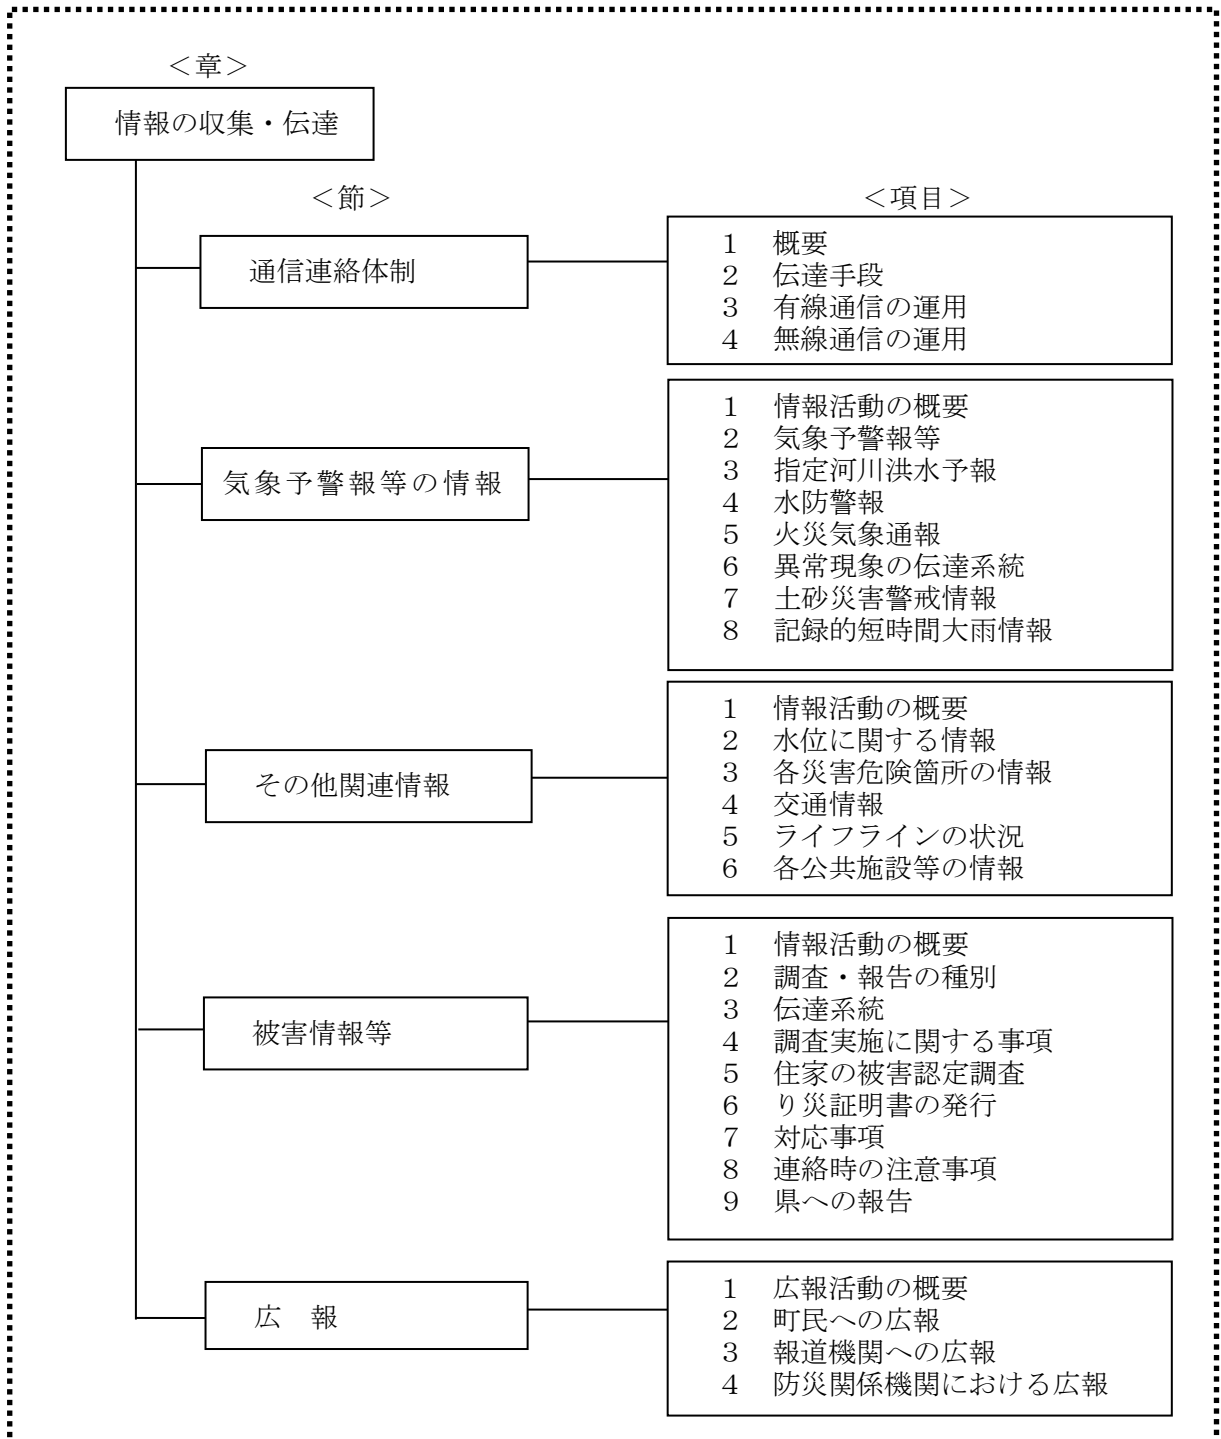 ＜章＞
情報の収集・伝達
＜節＞
＜項目＞
通信連絡体制
１　概要
２　伝達手段
３　有線通信の運用
４　無線通信の運用
気象予警報等の情報
１　情報活動の概要
２　気象予警報等
３　指定河川洪水予報
４　水防警報
５　火災気象通報
６　異常現象の伝達系統
７　土砂災害警戒情報
８　記録的短時間大雨情報
その他関連情報
１　情報活動の概要
２　水位に関する情報
３　各災害危険箇所の情報
４　交通情報
５　ライフラインの状況
６　各公共施設等の情報
被害情報等
１　情報活動の概要
２　調査・報告の種別
３　伝達系統
４　調査実施に関する事項
５　住家の被害認定調査
６　り災証明書の発行
７　対応事項
８　連絡時の注意事項
９　県への報告
広　報
１　広報活動の概要
２　町民への広報
３　報道機関への広報
４　防災関係機関における広報